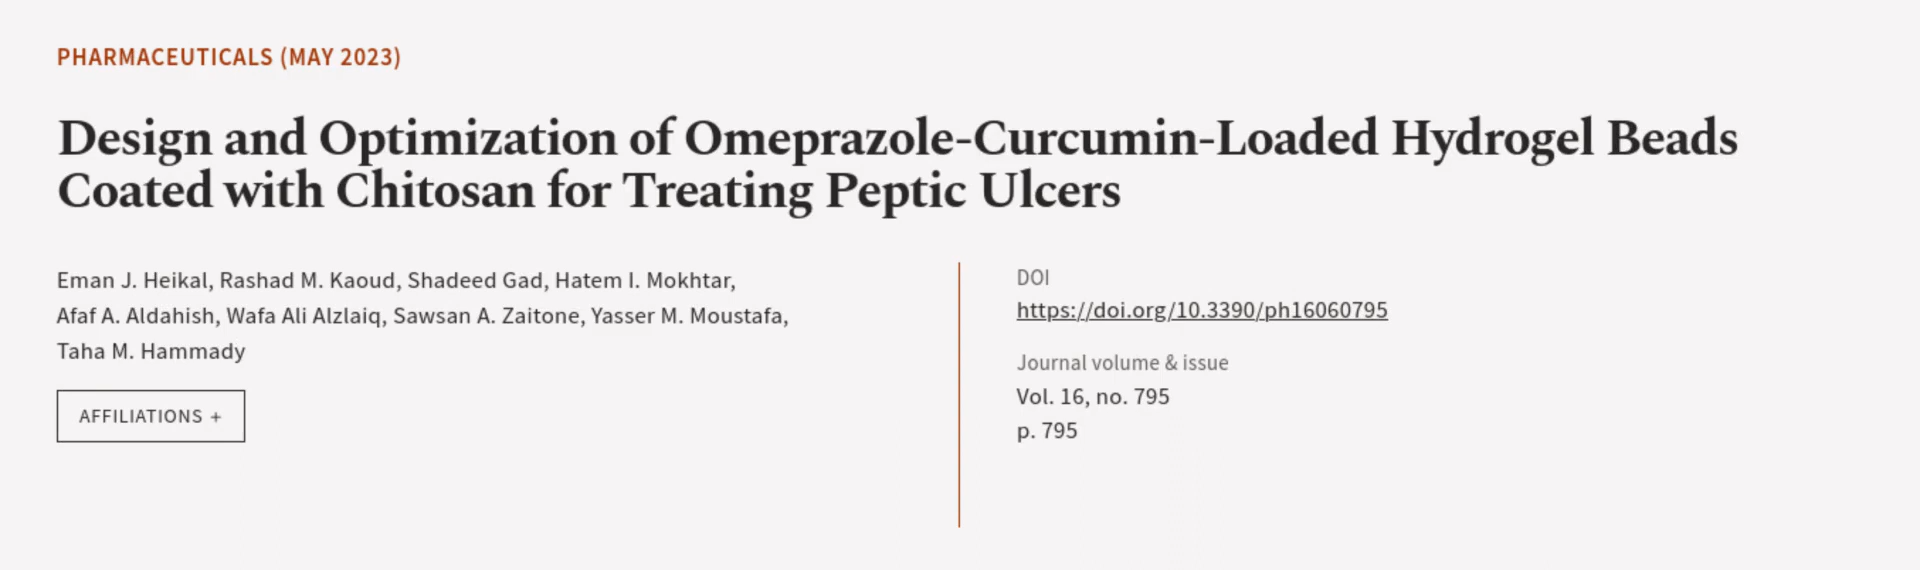 PHARMACEUTICALS (MAY 2023)
Design and Optimization of Omeprazole-Curcumin-Loaded Hydrogel Beads
Coated with Chitosan for Treating Peptic Ulcers
Eman J. Heikal, Rashad M. Kaoud, Shadeed Gad, Hatem I. Mokhtar,
Afaf A. Aldahish, Wafa Ali Alzlaiq, Sawsan A. Zaitone, Yasser M. Moustafa,
Taha M. Hammady
AFFILIATIONS +
DOI
https://doi.org/10.3390/ph16060795
Journal volume & issue
Vol. 16, no. 795
p. 795